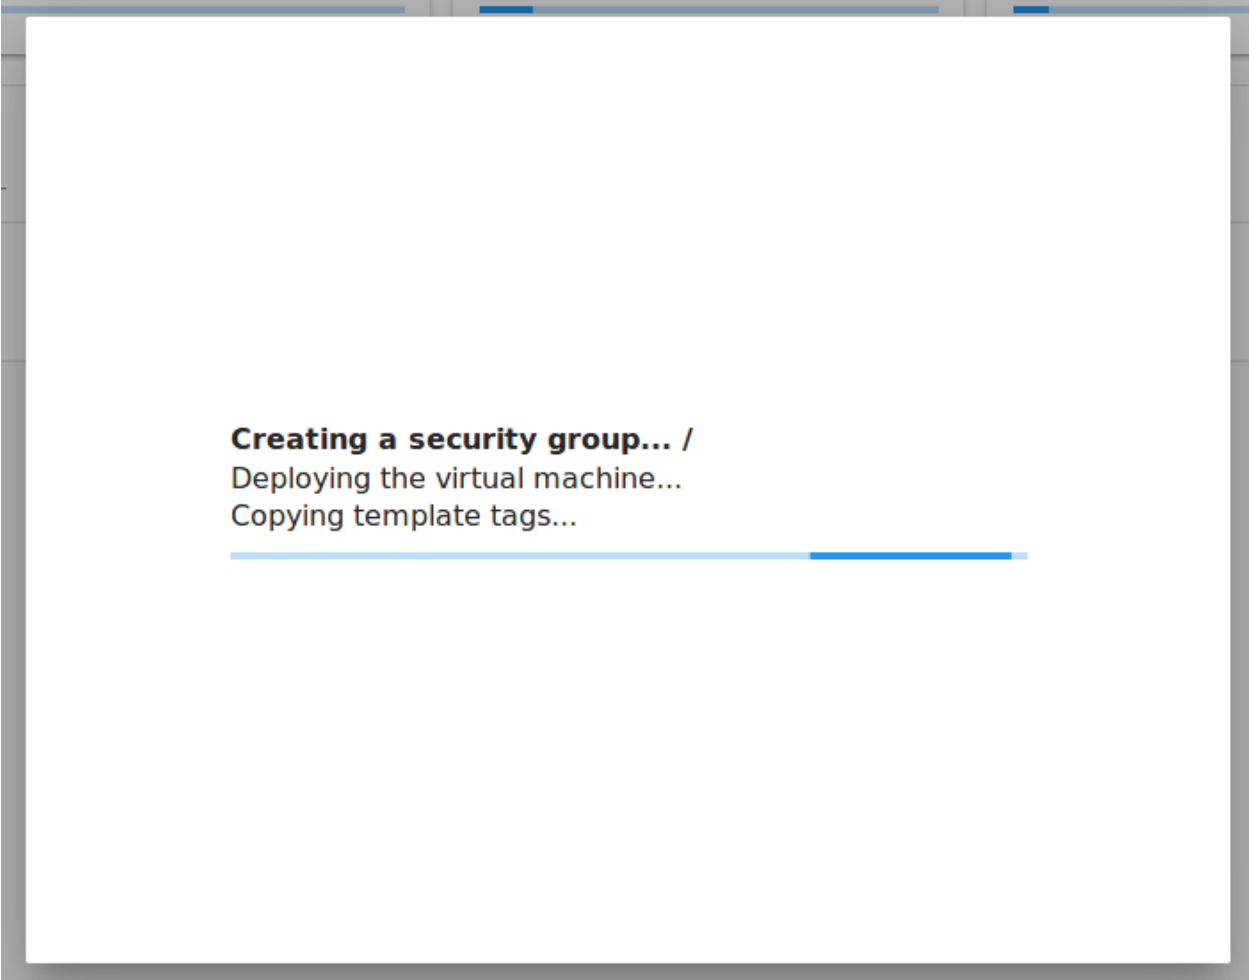 Creating a security group... /
Deploying the virtual machine...
Copying template tags...